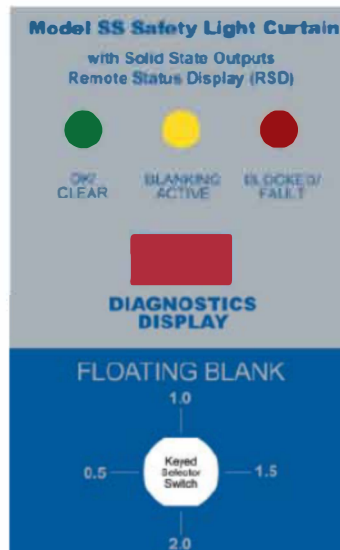 Model SS Safety Light Curtain
with Solid State Outputs
Remote Status Display (RSD)
OK/ BLANKING BLOCKED/
CLEAR ACTIVE FAULT
DIAGNOSTICS
DISPLAY
FLOATING BLANK
1.0
Keyed
Selector
Switch
0.5 1.5
2.0